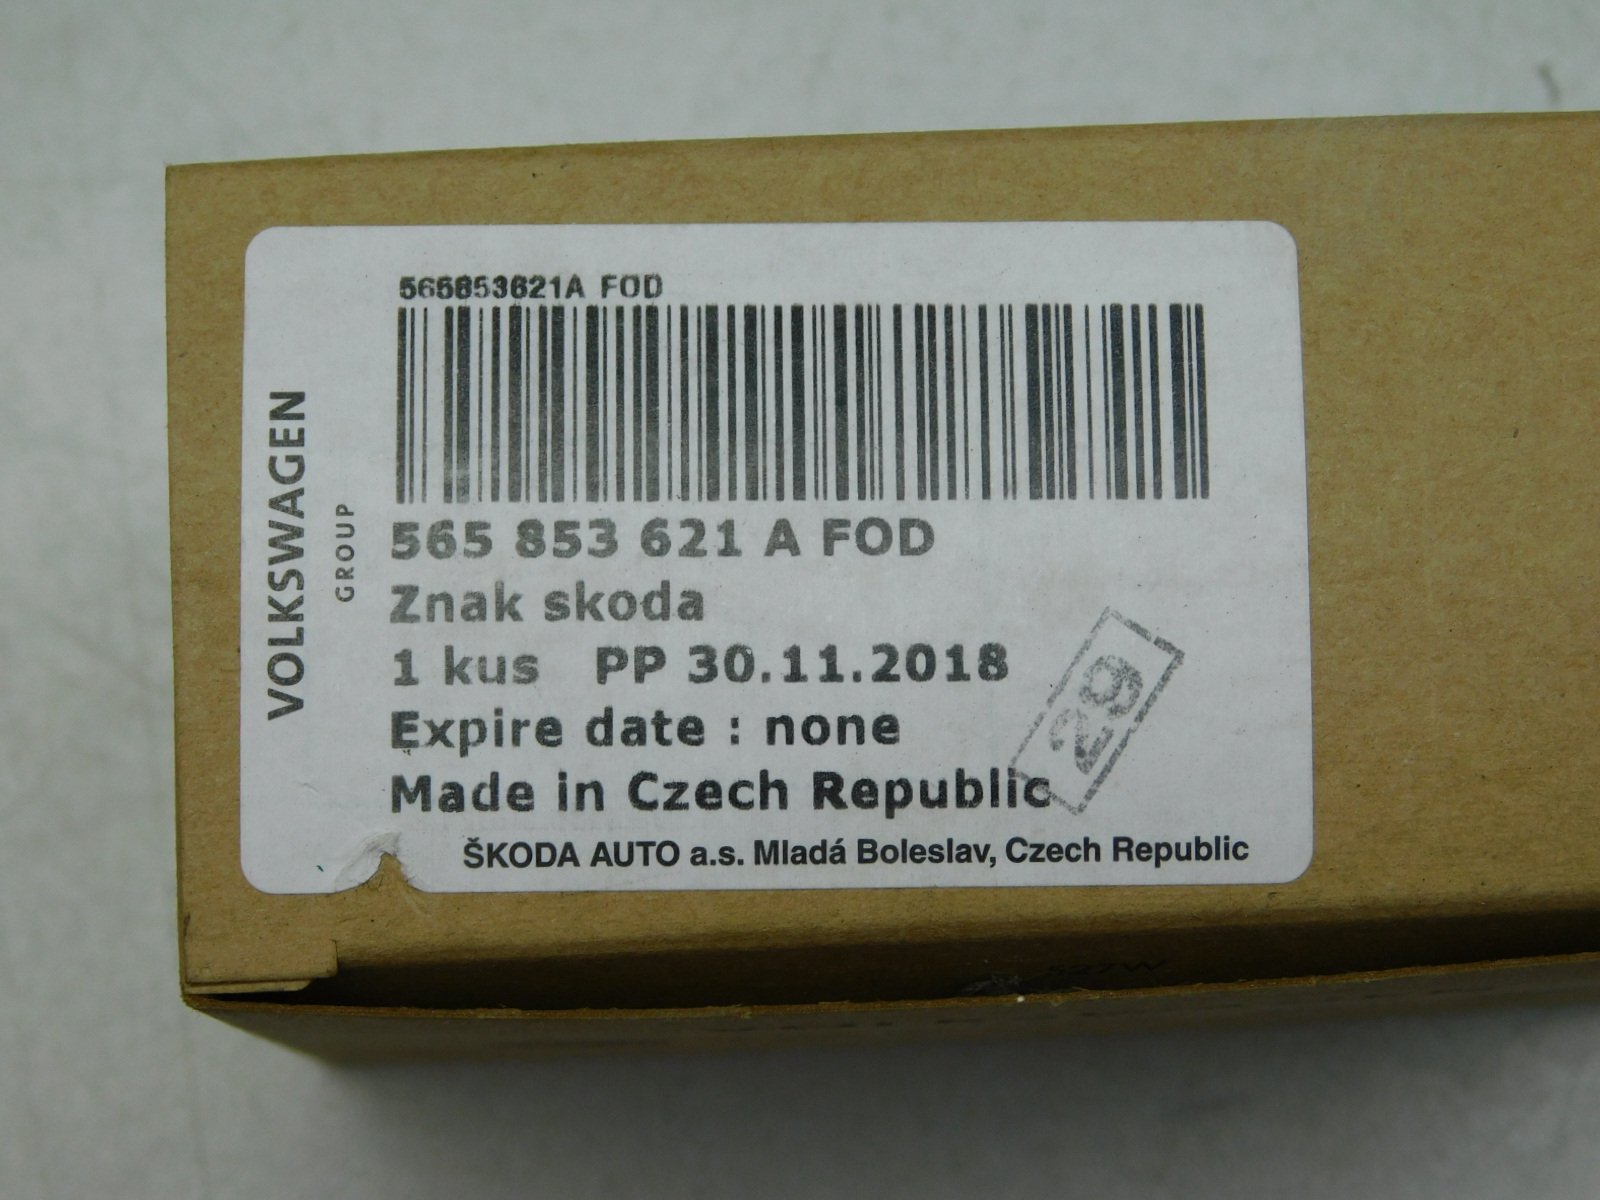 565853621A FOD
VOLKSWAGEN
GROUP
565 853 621 A FOD
Znak skoda
1 kus PP 30.11.2018
Expire date : none
Made in Czech Republic
29
ŠKODA AUTO a.s. Mladá Boleslav, Czech Republic